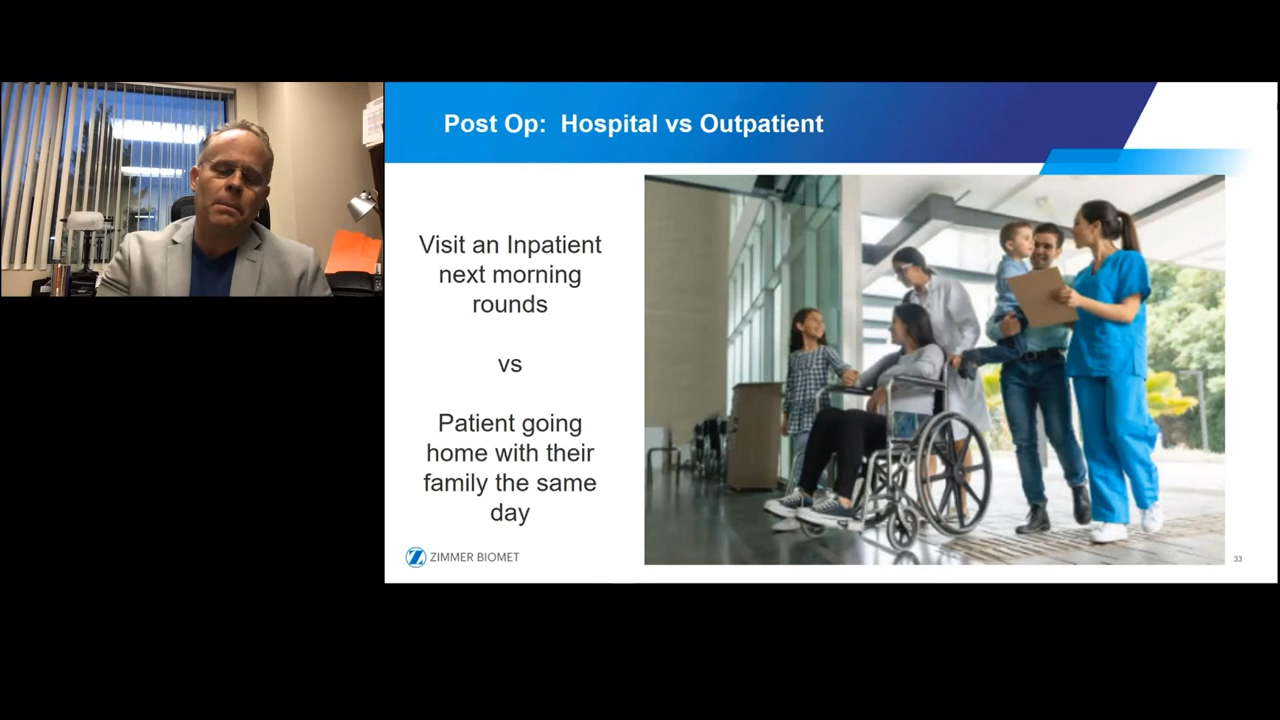 Post Op: Hospital vs Outpatient
Visit an Inpatient
next morning
rounds
vs
Patient going
home with their
family the same
day
ZIMMER BIOMET
33